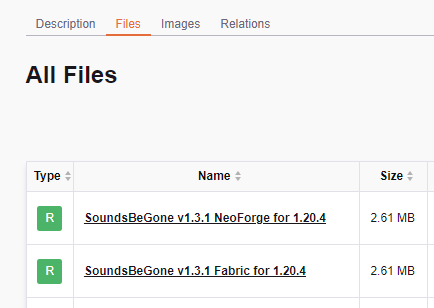 Description Files Images Relations
All Files
Type Name Size
R SoundsBeGone v1.3.1 NeoForge for 1.20.4 2.61 MB
R SoundsBeGone v1.3.1 Fabric for 1.20.4 2.61 MB